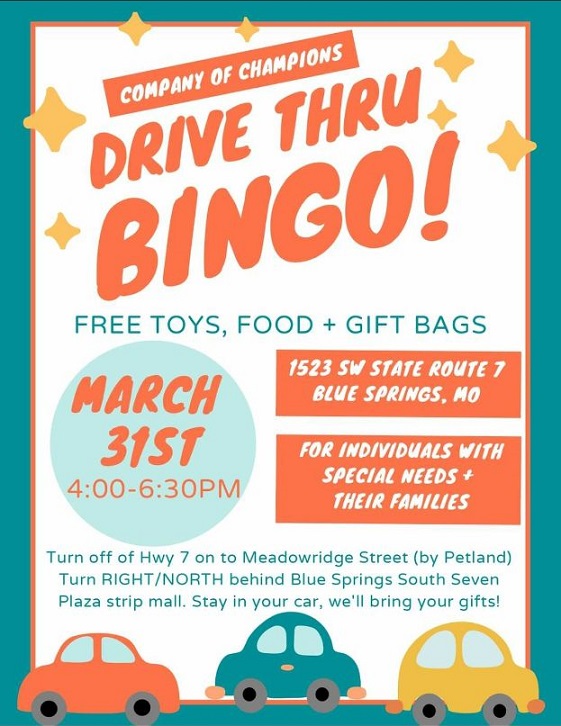 COMPANY OF CHAMPIONS
DRIVE THRU
BINGO!
FREE TOYS, FOOD + GIFT BAGS
MARCH
31ST
4:00-6:30PM
1523 SW STATE ROUTE 7
BLUE SPRINGS, MO
FOR INDIVIDUALS WITH
SPECIAL NEEDS +
THEIR FAMILIES
Turn off of Hwy 7 on to Meadowridge Street (by Petland)
Turn RIGHT/NORTH behind Blue Springs South Seven
Plaza strip mall. Stay in your car, we'll bring your gifts!